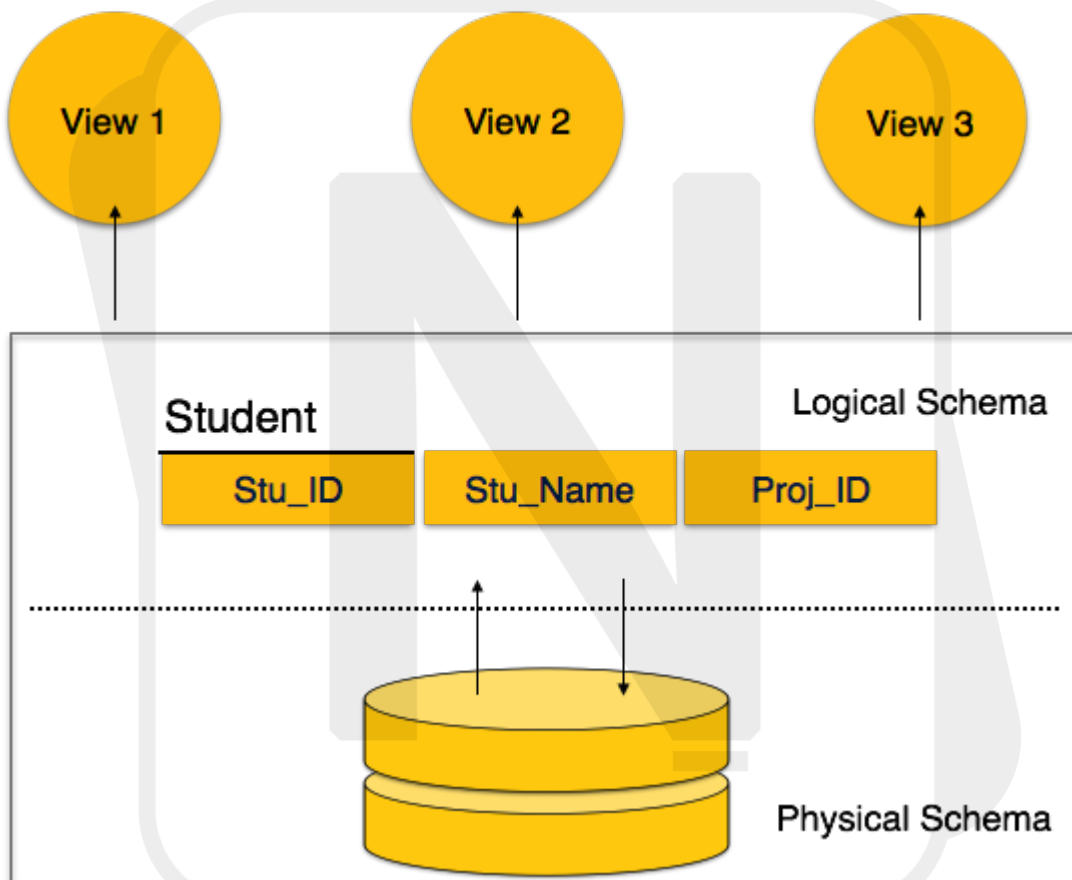 View 1
View 2
View 3
Logical Schema
Student
Stu_ID
Stu_Name
Proj_ID
Physical Schema